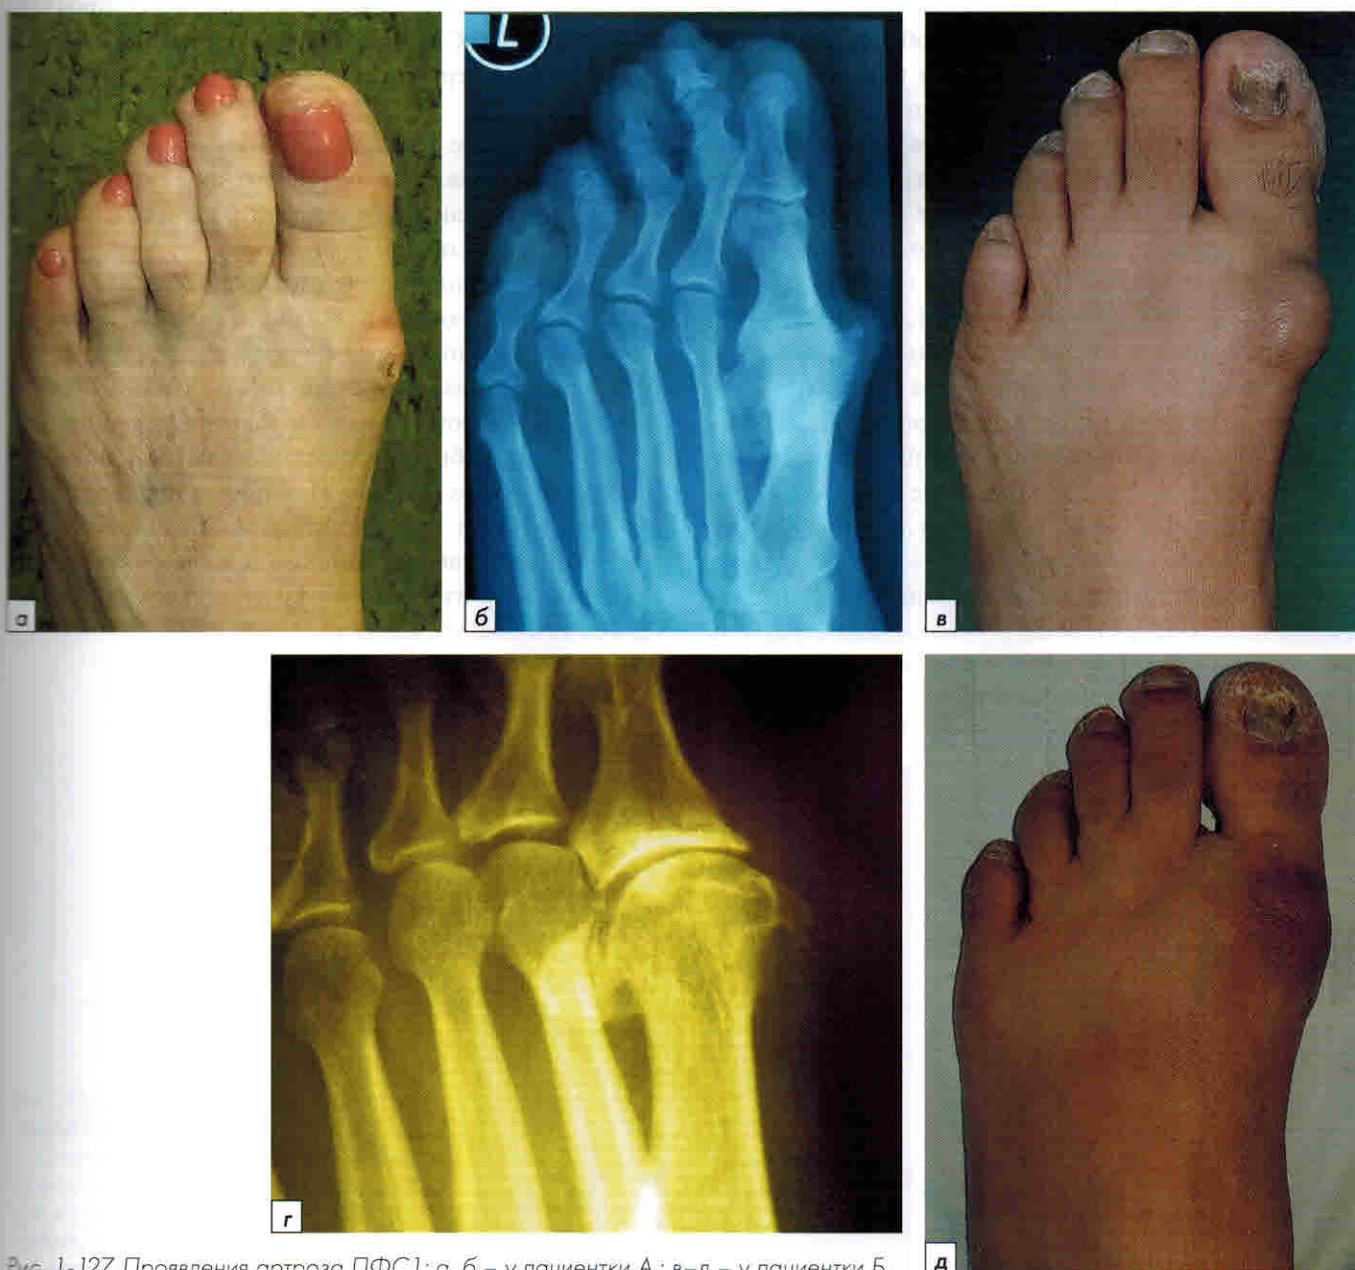 L
а
б
в
г
д
Рис. 1-127. Проявления артроза ПФС1: а, б – у пациентки А.; в–д – у пациентки Б.